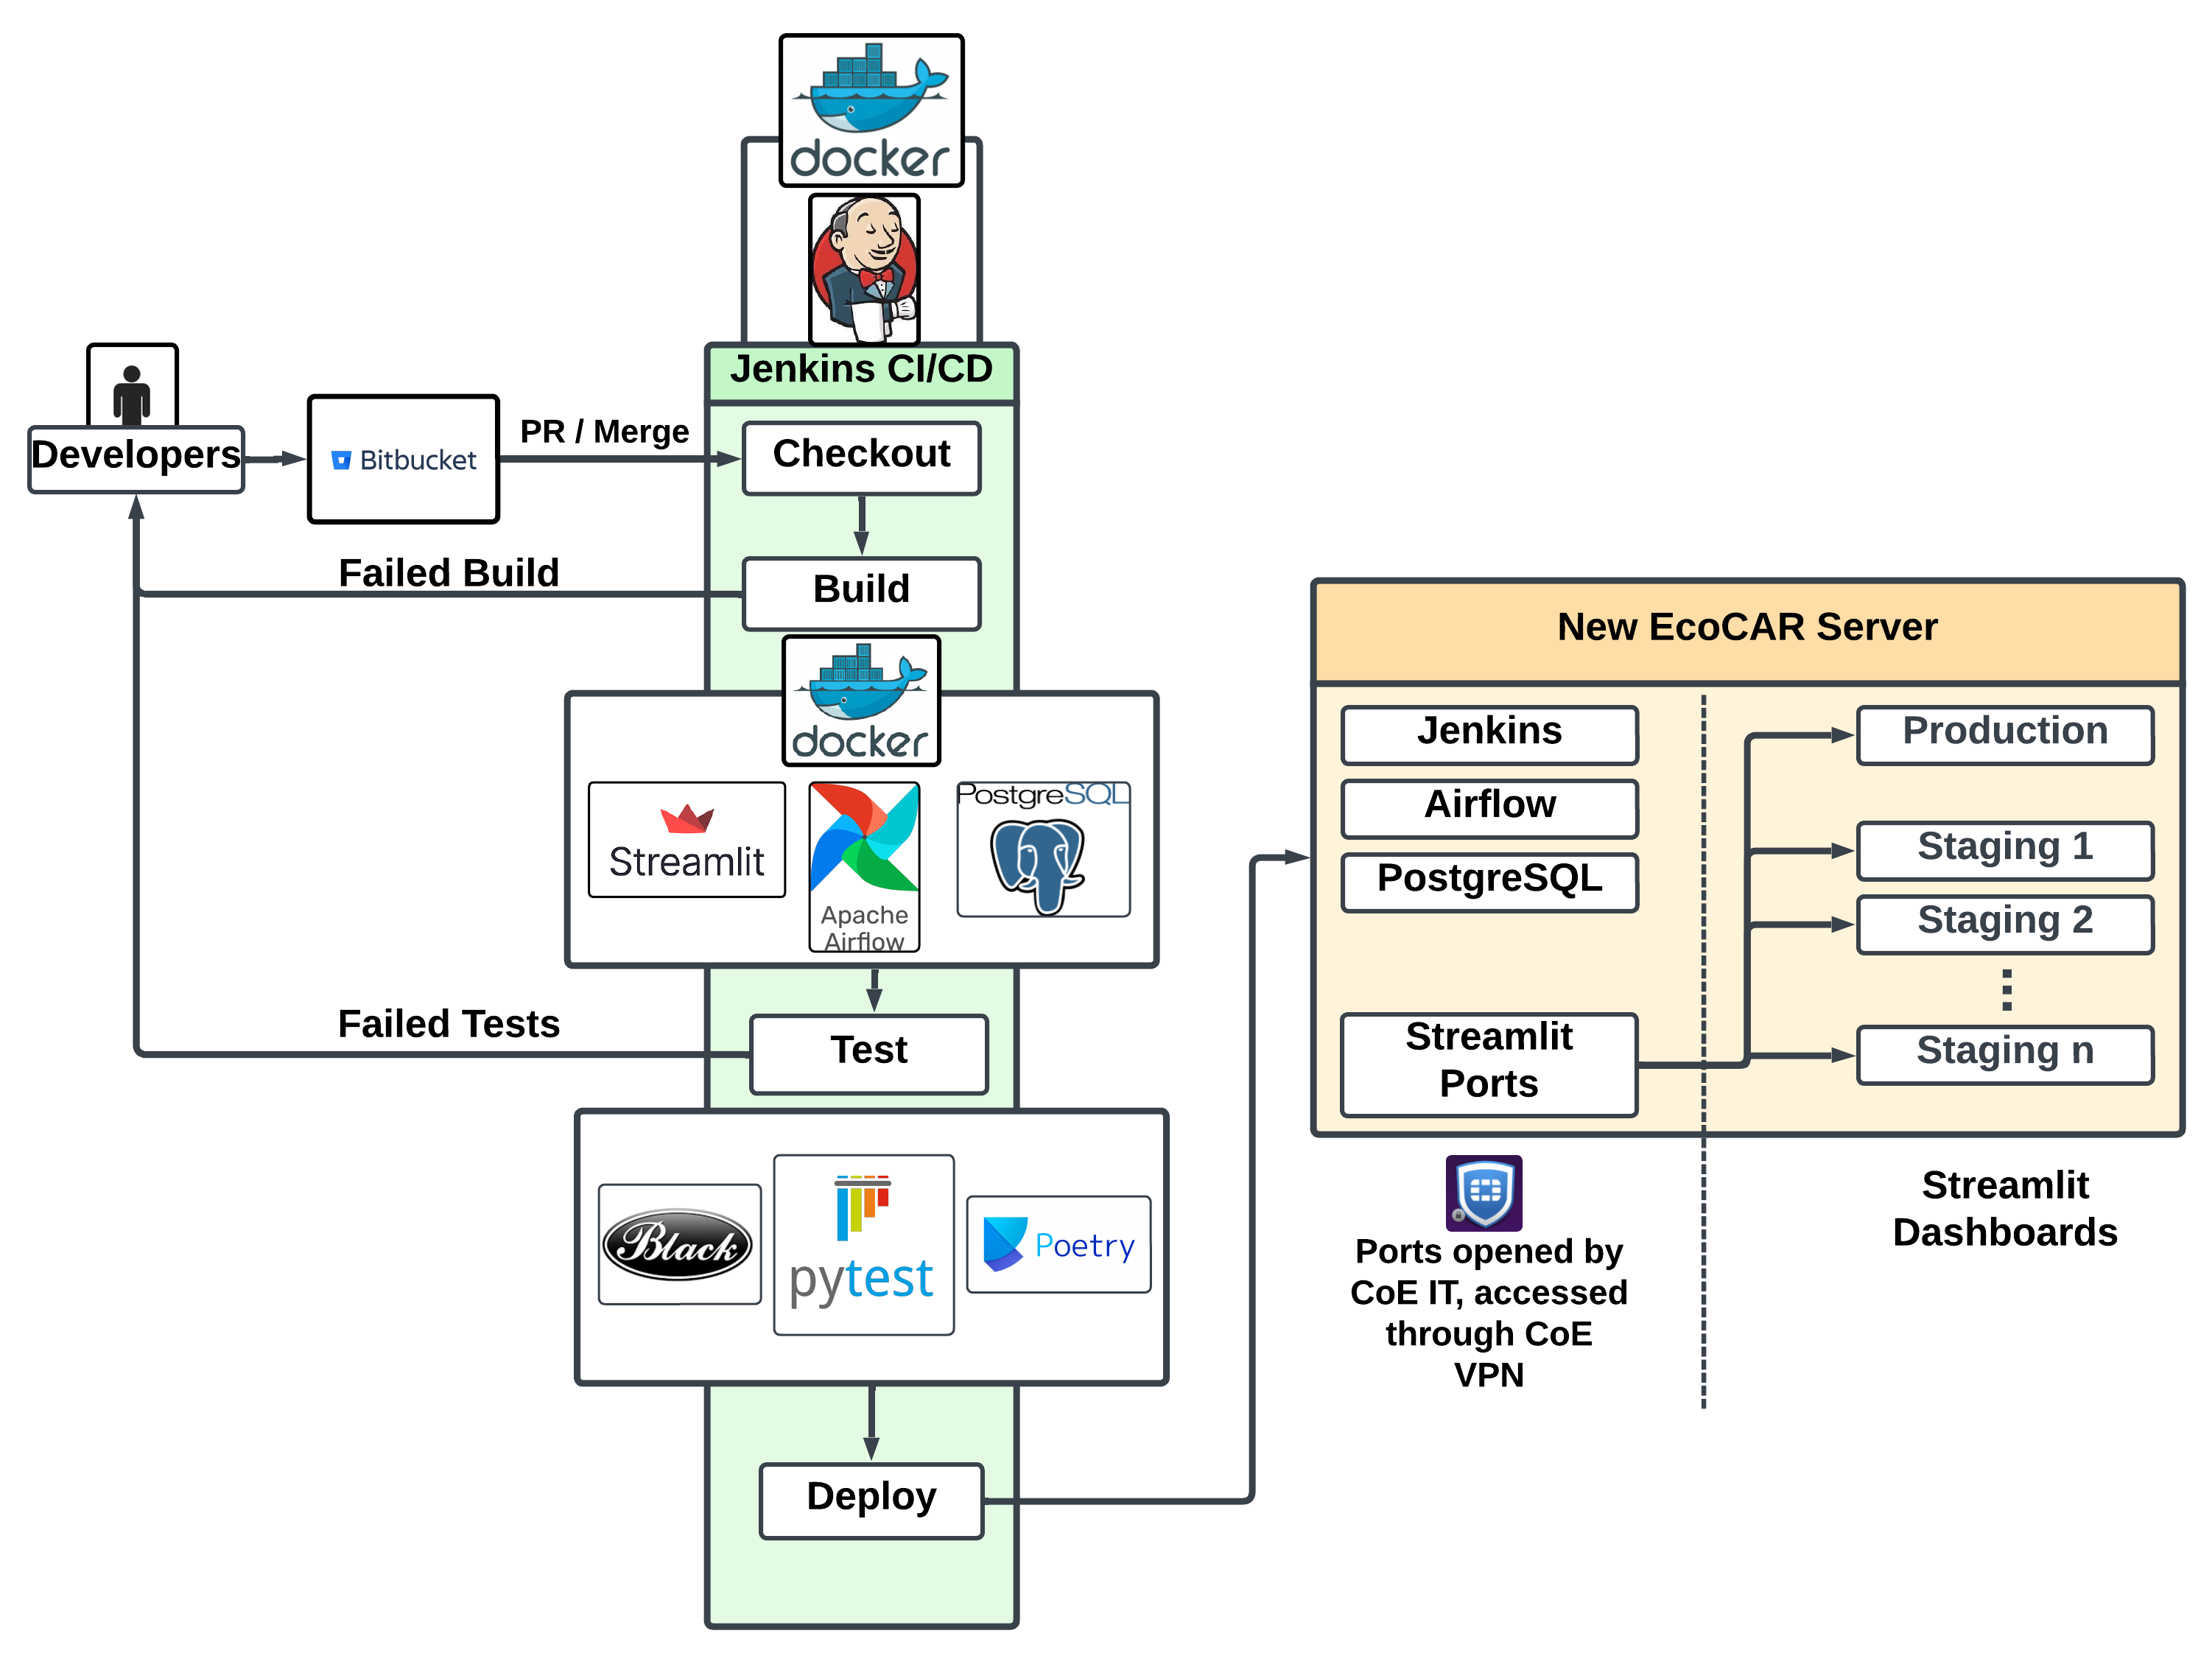 docker
Jenkins CI/CD
Developers
Bitbucket
PR / Merge
Checkout
Failed Build
Build
docker
Streamlit
Apache
Airflow
PostgreSQL
Failed Tests
Test
Black
pytest
Poetry
Deploy
New EcoCAR Server
Jenkins
Airflow
PostgreSQL
Streamlit
Ports
Production
Staging 1
Staging 2
Staging n
Ports opened by
CoE IT, accessed
through CoE
VPN
Streamlit
Dashboards